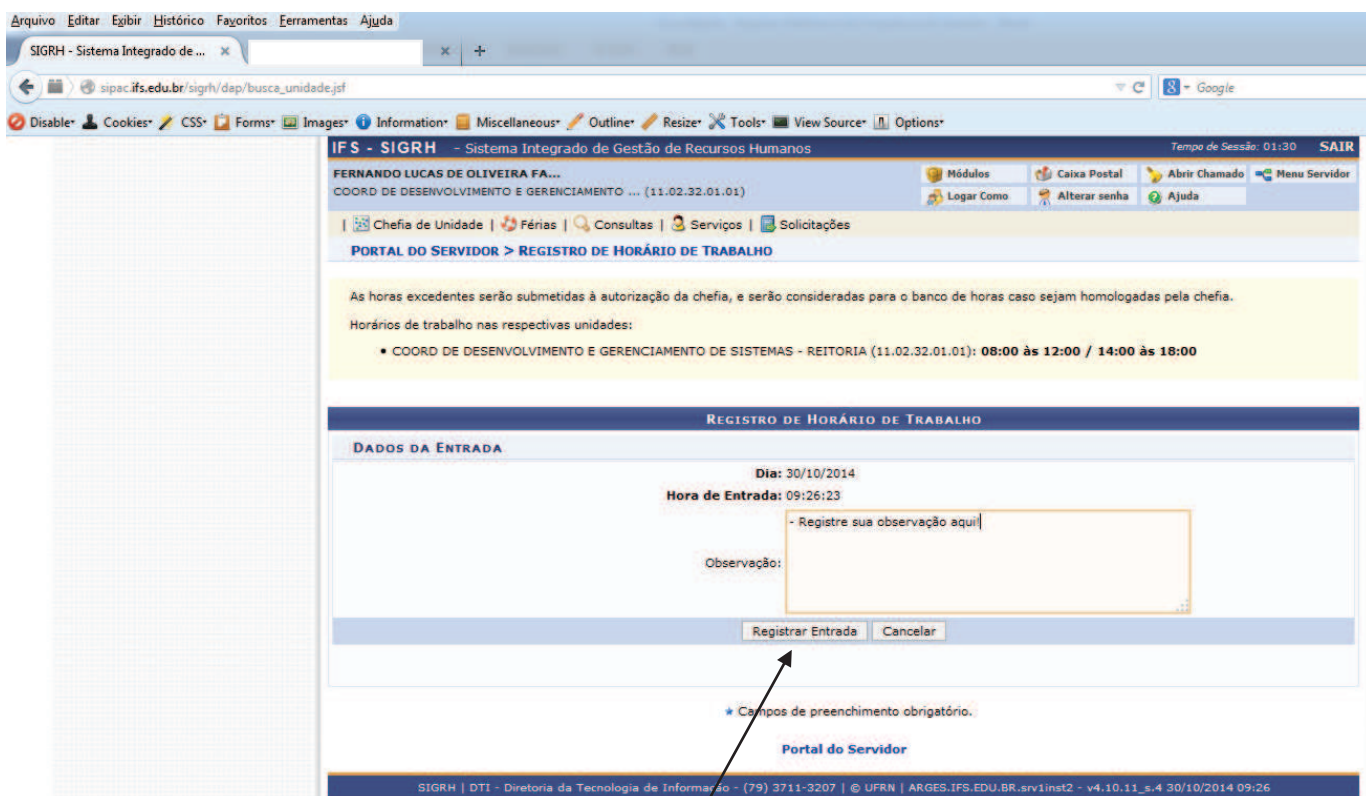 Arquivo Editar Exibir Histórico Favoritos Ferramentas Ajuda
SIGRH - Sistema Integrado de ... × × +
sipac.ifs.edu.br/sigrh/dap/busca_unidade.jsf Google
Disable Cookies CSS Forms Images Information Miscellaneous Outline Resize Tools View Source Options
IFS - SIGRH - Sistema Integrado de Gestão de Recursos Humanos Tempo de Sessão: 01:30 SAIR
FERNANDO LUCAS DE OLIVEIRA FA... Módulos Caixa Postal Abrir Chamado Menu Servidor
COORD DE DESENVOLVIMENTO E GERENCIAMENTO ... (11.02.32.01.01) Logar Como Alterar senha Ajuda
| Chefia de Unidade | Férias | Consultas | Serviços | Solicitações
PORTAL DO SERVIDOR > REGISTRO DE HORÁRIO DE TRABALHO
As horas excedentes serão submetidas à autorização da chefia, e serão consideradas para o banco de horas caso sejam homologadas pela chefia.
Horários de trabalho nas respectivas unidades:
• COORD DE DESENVOLVIMENTO E GERENCIAMENTO DE SISTEMAS - REITORIA (11.02.32.01.01): 08:00 às 12:00 / 14:00 às 18:00
REGISTRO DE HORÁRIO DE TRABALHO
DADOS DA ENTRADA
Dia: 30/10/2014
Hora de Entrada: 09:26:23
- Registre sua observação aqui!
Observação:
Registrar Entrada Cancelar
Campos de preenchimento obrigatório.
Portal do Servidor
SIGRH | DTI - Diretoria da Tecnologia de Informação - (79) 3711-3207 | © UFRN | ARGES.IFS.EDU.BR.srv1inst2 - v4.10.11_s.4 30/10/2014 09:26